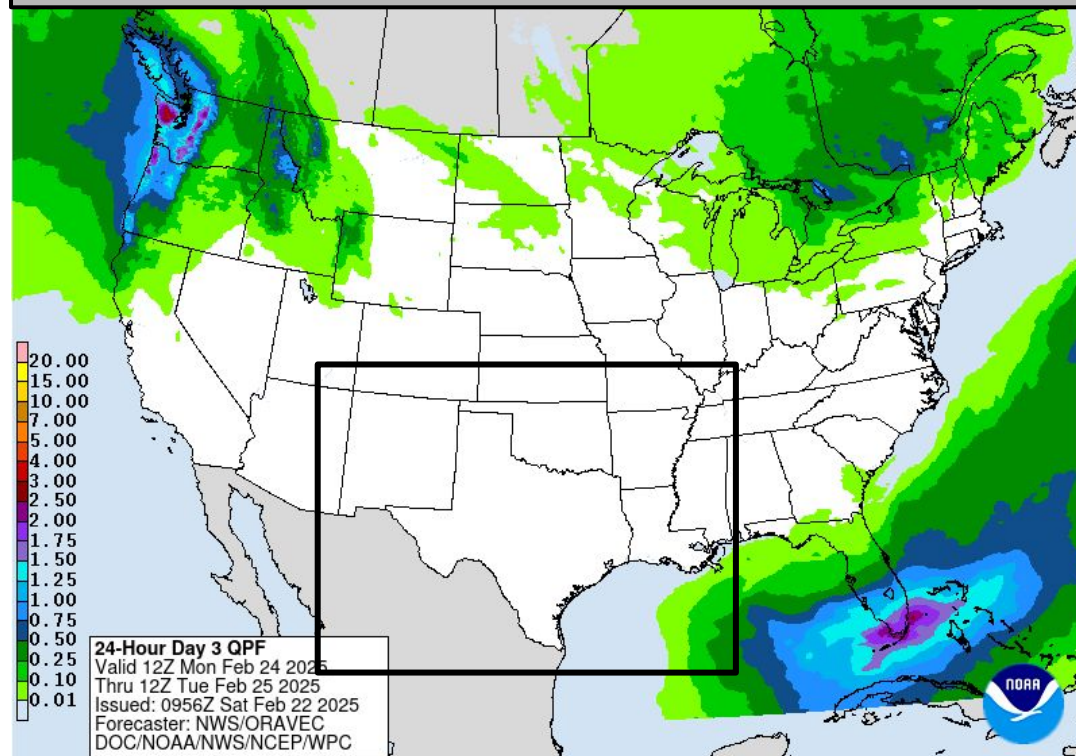 20.00
15.00
10.00
7.00
5.00
4.00
3.00
2.50
2.00
1.75
1.50
1.25
1.00
0.75
0.50
0.25
0.10
0.01
24-Hour Day 3 QPF
Valid 12Z Mon Feb 24 2025
Thru 12Z Tue Feb 25 2025
Issued: 0956Z Sat Feb 22 2025
Forecaster: NWS/ORAVEC
DOC/NOAA/NWS/NCEP/WPC
NOAA